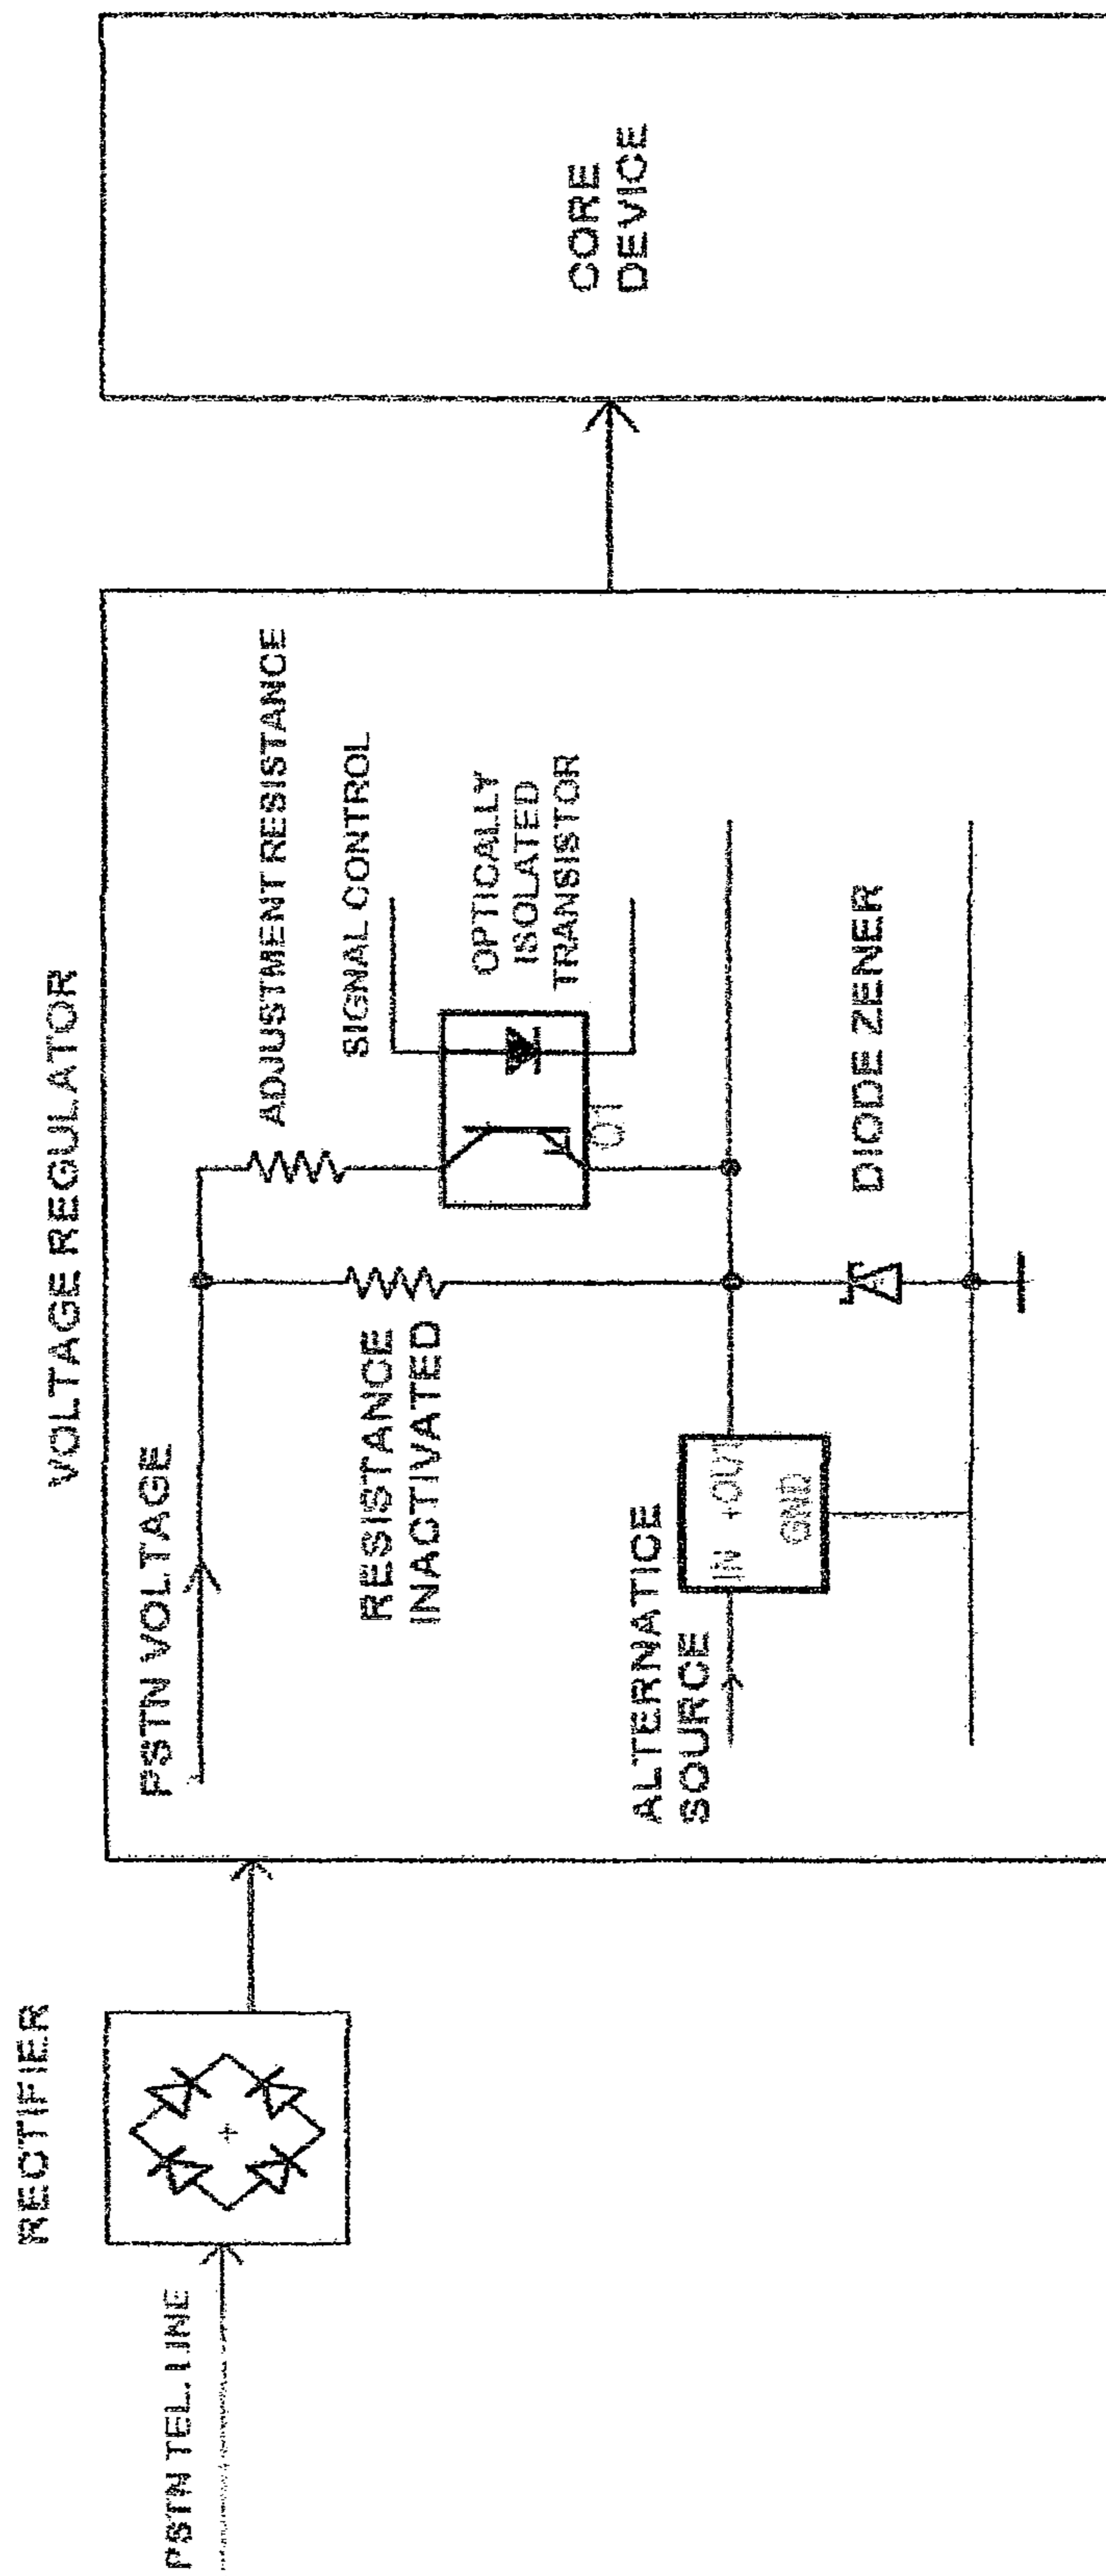 PSTN TEL. LINE
RECTIFIER
VOLTAGE REGULATOR
PSTN VOLTAGE
ADJUSTMENT RESISTANCE
SIGNAL CONTROL
RESISTANCE
INACTIVATED
OPTICALLY
ISOLATED
TRANSISTOR
OT
ALTERNATICE
SOURCE
IN +OUT
GND
DIODE ZENER
CORE
DEVICE